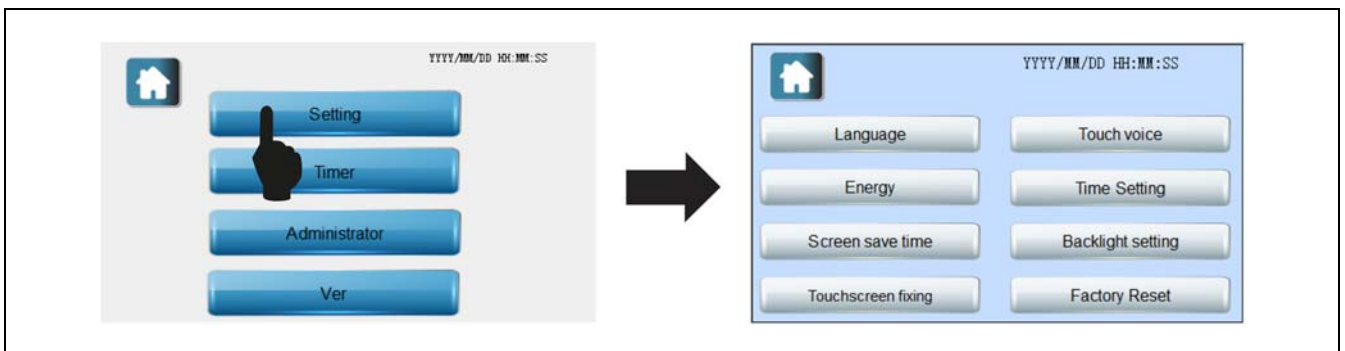 YYYY/MM/DD HH:MM:SS
Setting
Timer
Administrator
Ver
YYYY/MM/DD HH:MM:SS
Language
Touch voice
Energy
Time Setting
Screen save time
Backlight setting
Touchscreen fixing
Factory Reset